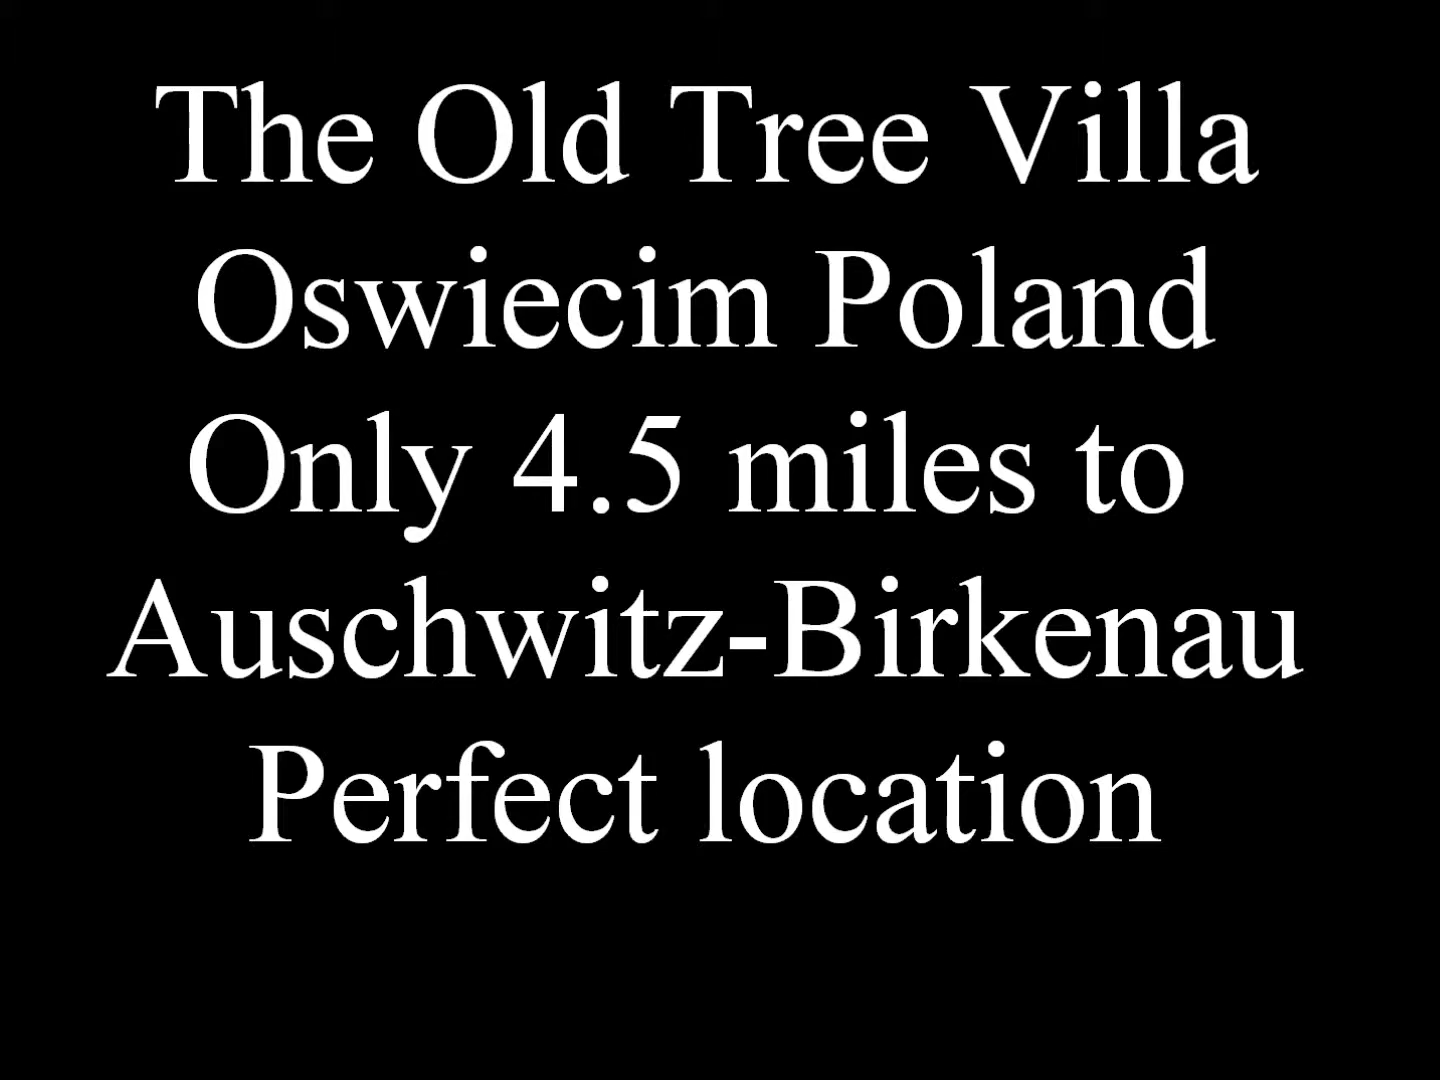 The Old Tree Villa
Oswiecim Poland
Only 4.5 miles to
Auschwitz-Birkenau
Perfect location